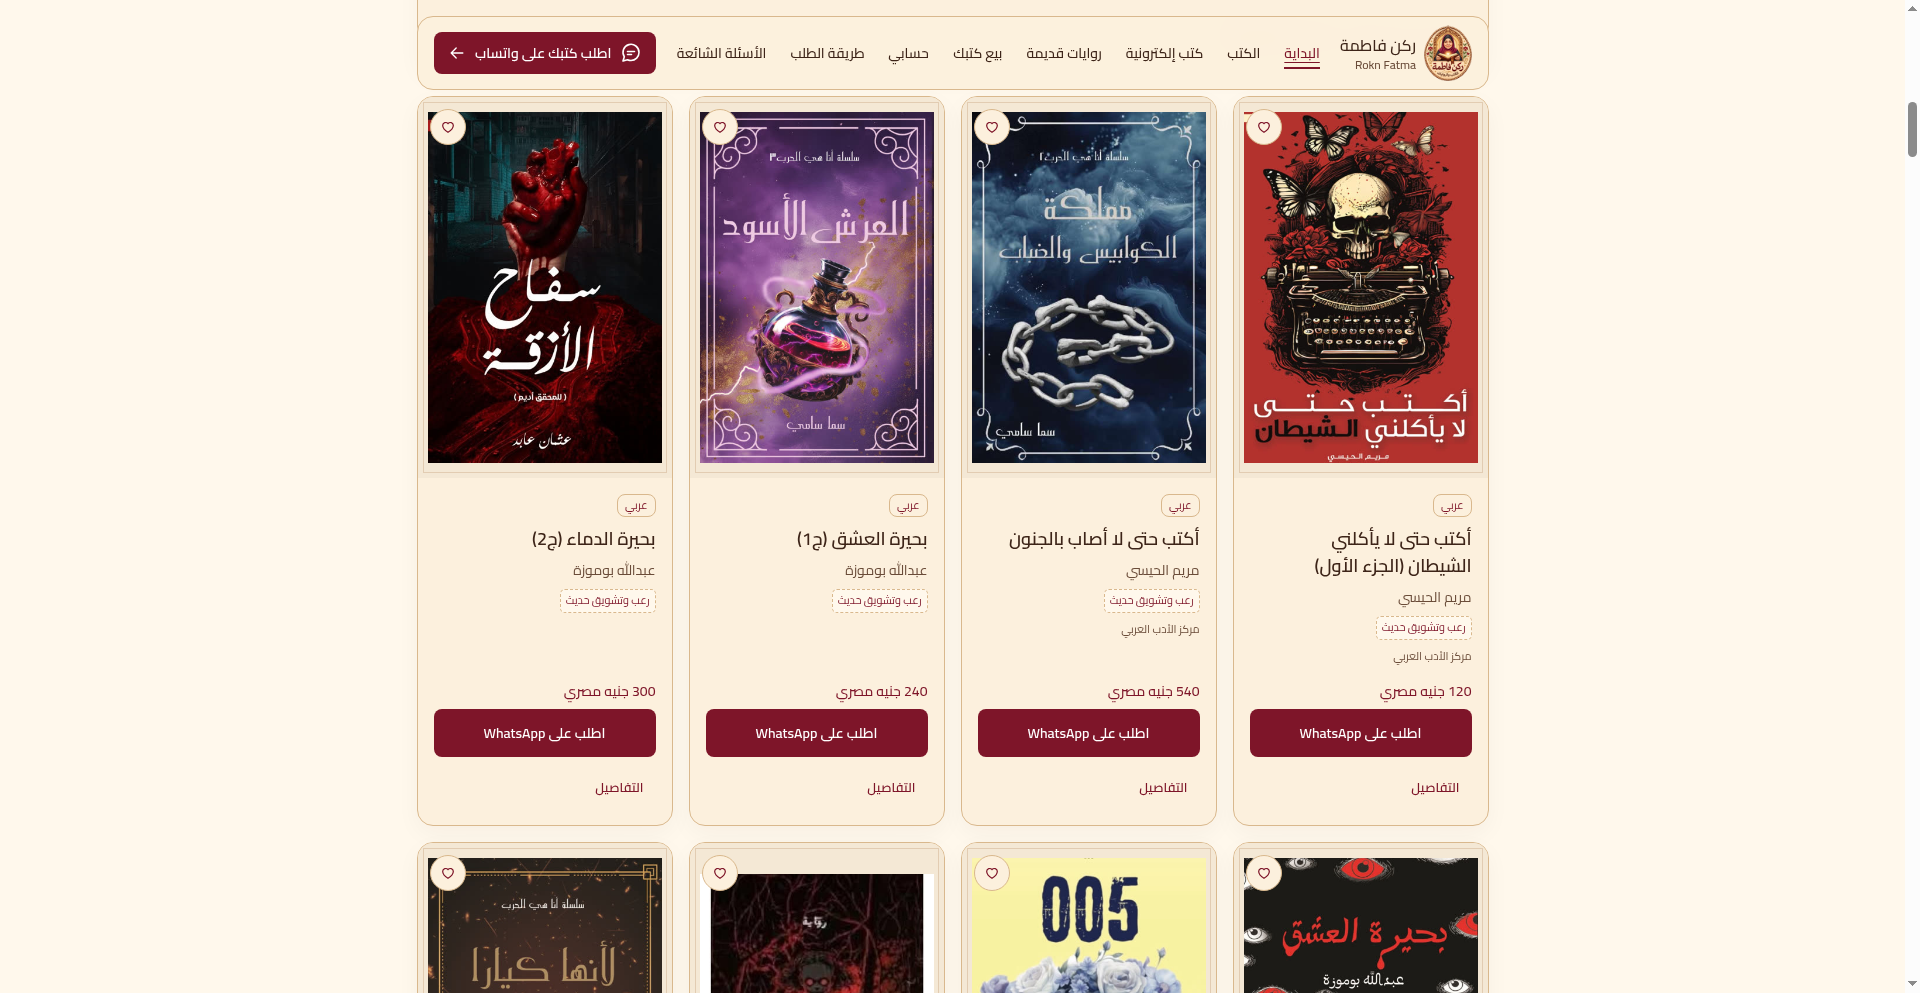 ركن فاطمة
Rokn Fatma
البداية
الكتب
كتب إلكترونية
روايات قديمة
بيع كتبك
حسابي
طريقة الطلب
الأسئلة الشائعة
اطلب كتبك على واتساب
أكتب حتى
لا يأكلني الشيطان
مريم الحيسي
عربي
أكتب حتى لا يأكلني
الشيطان (الجزء الأول)
مريم الحيسي
رعب وتشويق حديث
مركز الأدب العربي
120 جنيه مصري
اطلب على WhatsApp
التفاصيل
سلسلة أنا هي الحرب٢
مملكة
الكوابيس والضباب
سما سامي
عربي
أكتب حتى لا أصاب بالجنون
مريم الحيسي
رعب وتشويق حديث
مركز الأدب العربي
540 جنيه مصري
اطلب على WhatsApp
التفاصيل
سلسلة أنا هي الحرب٣
العرش الأسود
سما سامي
عربي
بحيرة العشق (ج1)
عبدالله بوموزة
رعب وتشويق حديث
240 جنيه مصري
اطلب على WhatsApp
التفاصيل
سفاح
الأزقة
(للمحقق أديم)
عثمان عابد
عربي
بحيرة الدماء (ج2)
عبدالله بوموزة
رعب وتشويق حديث
300 جنيه مصري
اطلب على WhatsApp
التفاصيل
بحيرة العشق
عبدالله بوموزة
005
رواية
سلسلة أنا هي الحرب
لأنها كيارا